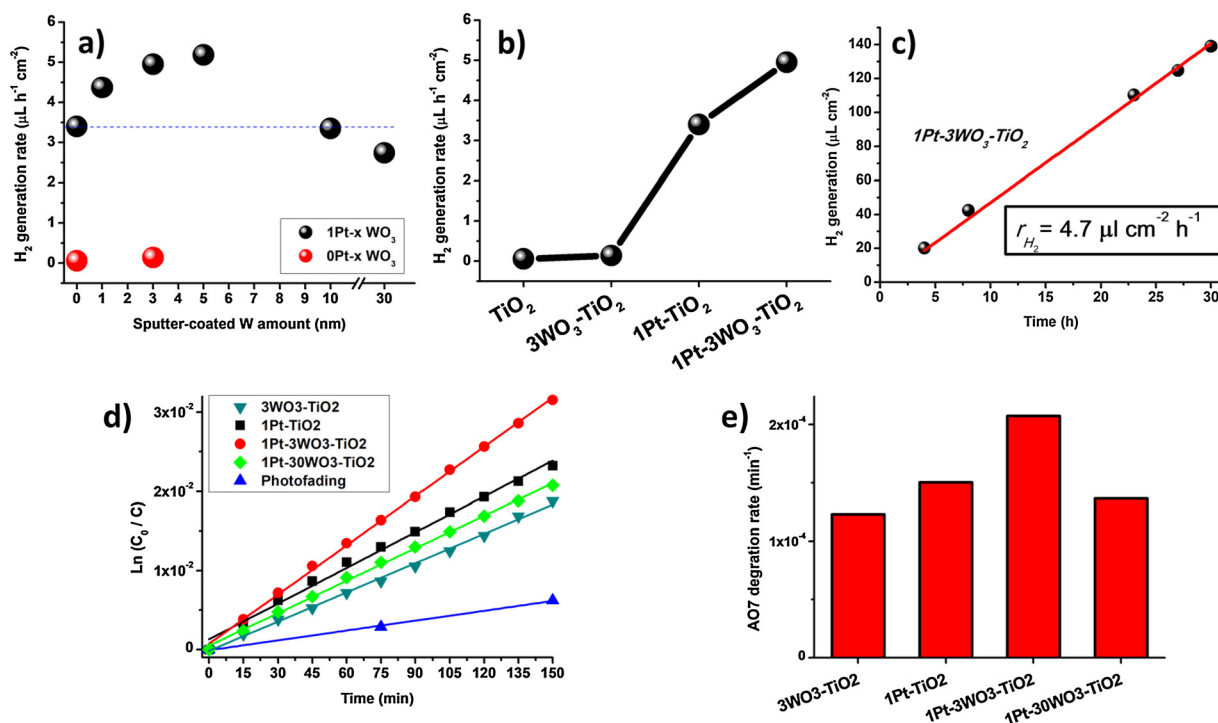 a)
H₂ generation rate (μL h⁻¹ cm⁻²)
6
5
4
3
2
1
0
1Pt-x WO₃
0Pt-x WO₃
0 1 2 3 4 5 6 7 8 9 10 30
Sputter-coated W amount (nm)
b)
H₂ generation rate (μL h⁻¹ cm⁻²)
6
5
4
3
2
1
0
TiO₂
3WO₃-TiO₂
1Pt-TiO₂
1Pt-3WO₃-TiO₂
c)
H₂ generation (μL cm⁻²)
140
120
100
80
60
40
20
0
1Pt-3WO₃-TiO₂
r_H₂ = 4.7 μl cm⁻² h⁻¹
0 5 10 15 20 25 30
Time (h)
d)
Ln (C₀ / C)
3x10⁻²
2x10⁻²
1x10⁻²
0
3WO3-TiO2
1Pt-TiO2
1Pt-3WO3-TiO2
1Pt-30WO3-TiO2
Photofading
0 15 30 45 60 75 90 105 120 135 150
Time (min)
e)
AO7 degration rate (min⁻¹)
2x10⁻⁴
1x10⁻⁴
0
3WO3-TiO2
1Pt-TiO2
1Pt-3WO3-TiO2
1Pt-30WO3-TiO2